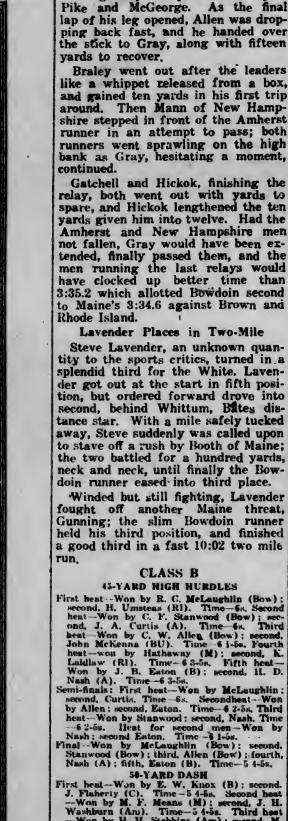 Pike and McGeorge. As the final
lap of his leg opened, Allen was drop-
ping back fast, and he handed over
the stick to Gray, along with fifteen
yards to recover.
Braley went out after the leaders
like a whippet released from a box,
and gained ten yards in his first trip
around. Then Mann of New Hamp-
shire stepped in front of the Amherst
runner in an attempt to pass; both
runners went sprawling on the high
bank as Gray, hesitating a moment,
continued.
Gatchell and Hickok, finishing the
relay, both went out with yards to
spare, and Hickok lengthened the ten
yards given him into twelve. Had the
Amherst and New Hampshire men
not fallen, Gray would have been ex-
tended, finally passed them, and the
men running the last relays would
have clocked up better time than
3:35.2 which allotted Bowdoin second
to Maine's 3:34.6 against Brown and
Rhode Island.
Lavender Places in Two-Mile
Steve Lavender, an unknown quan-
tity to the sports critics, turned in a
splendid third for the White. Laven-
der got out at the start in fifth posi-
tion, but ordered forward drove into
second, behind Whittum, Bates dis-
tance star. With a mile safely tucked
away, Steve suddenly was called upon
to stave off a rush by Booth of Maine;
the two battled for a hundred yards,
neck and neck, until finally the Bow-
doin runner eased into third place.
Winded but still fighting, Lavender
fought off another Maine threat,
Gunning; the slim Bowdoin runner
held his third position, and finished
a good third in a fast 10:02 two mile
run.
CLASS B
45-YARD HIGH HURDLES
First heat—Won by R. C. McLaughlin (Bow);
second, H. Umsteas (RI). Time—6s. Second
heat—Won by C. F. Stanwood (Bow); sec-
ond, J. A. Curtis (A). Time—6s. Third
heat—Won by C. W. Allen (Bow); second,
John McKenna (BU). Time—6 1-5s. Fourth
heat—won by Hathaway (M); second, K.
Laidlaw (RI). Time—6 3-5s. Fifth heat—
Won by J. B. Eaton (B); second, H. D.
Nash (A). Time—6 3-5s.
Semi-finals: First heat—Won by McLaughlin;
second, Curtis. Time—6s. Second heat—Won
by Allen; second, Eaton. Time—6 2-5s. Third
heat—Won by Stanwood; second, Nash. Time
—6 2-5s. Heat for second men—Won by
Nash; second Eaton. Time—6 1-5s.
Final—Won by McLaughlin (Bow); second,
Stanwood (Bow); third, Allen (Bow); fourth,
Nash (A); fifth, Eaton (B). Time—5 4-5s.
50-YARD DASH
First heat—Won by E. W. Knox (B); second,
J. Flaherty (C). Time—5 4-5s. Second heat
—Won by M. F. Means (M); second, J. H.
Washburn (Am). Time—5 4-5s. Third heat